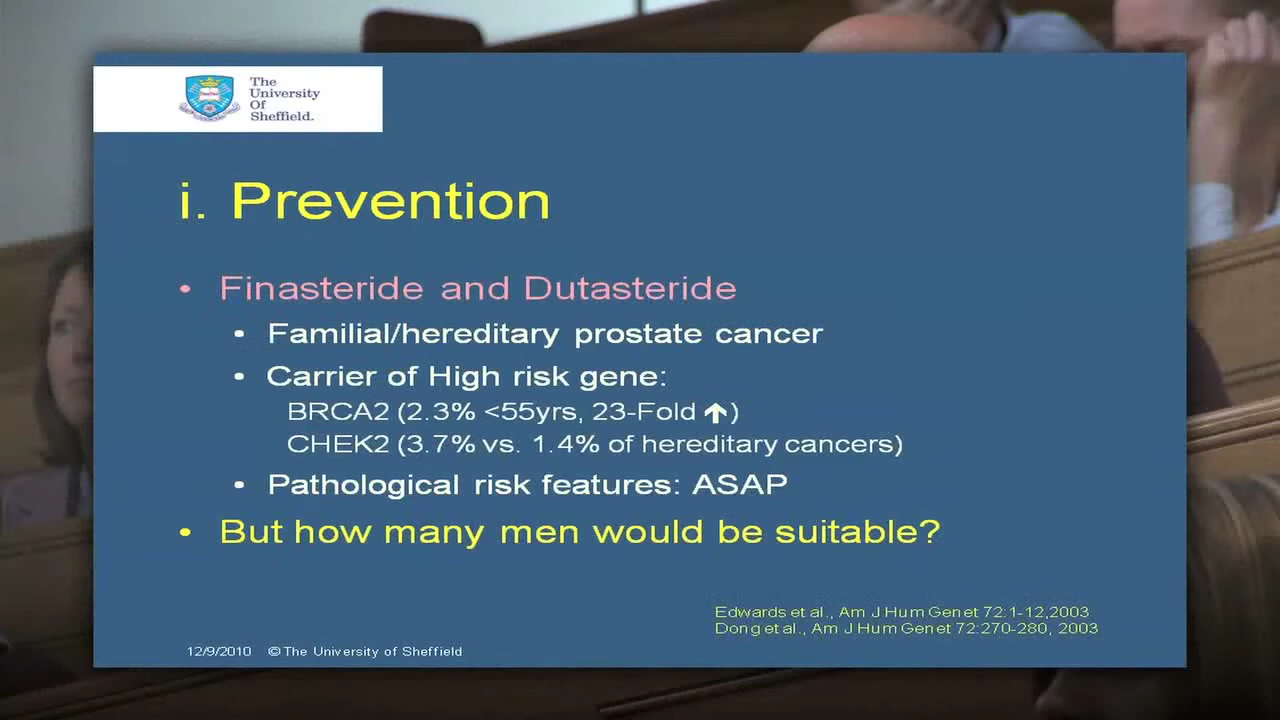 The
University
Of
Sheffield.
i. Prevention
• Finasteride and Dutasteride
• Familial/hereditary prostate cancer
• Carrier of High risk gene:
BRCA2 (2.3% <55yrs, 23-Fold ↑)
CHEK2 (3.7% vs. 1.4% of hereditary cancers)
• Pathological risk features: ASAP
• But how many men would be suitable?
Edwards et al., Am J Hum Genet 72:1-12,2003
Dong et al., Am J Hum Genet 72:270-280, 2003
12/9/2010 ©The University of Sheffield